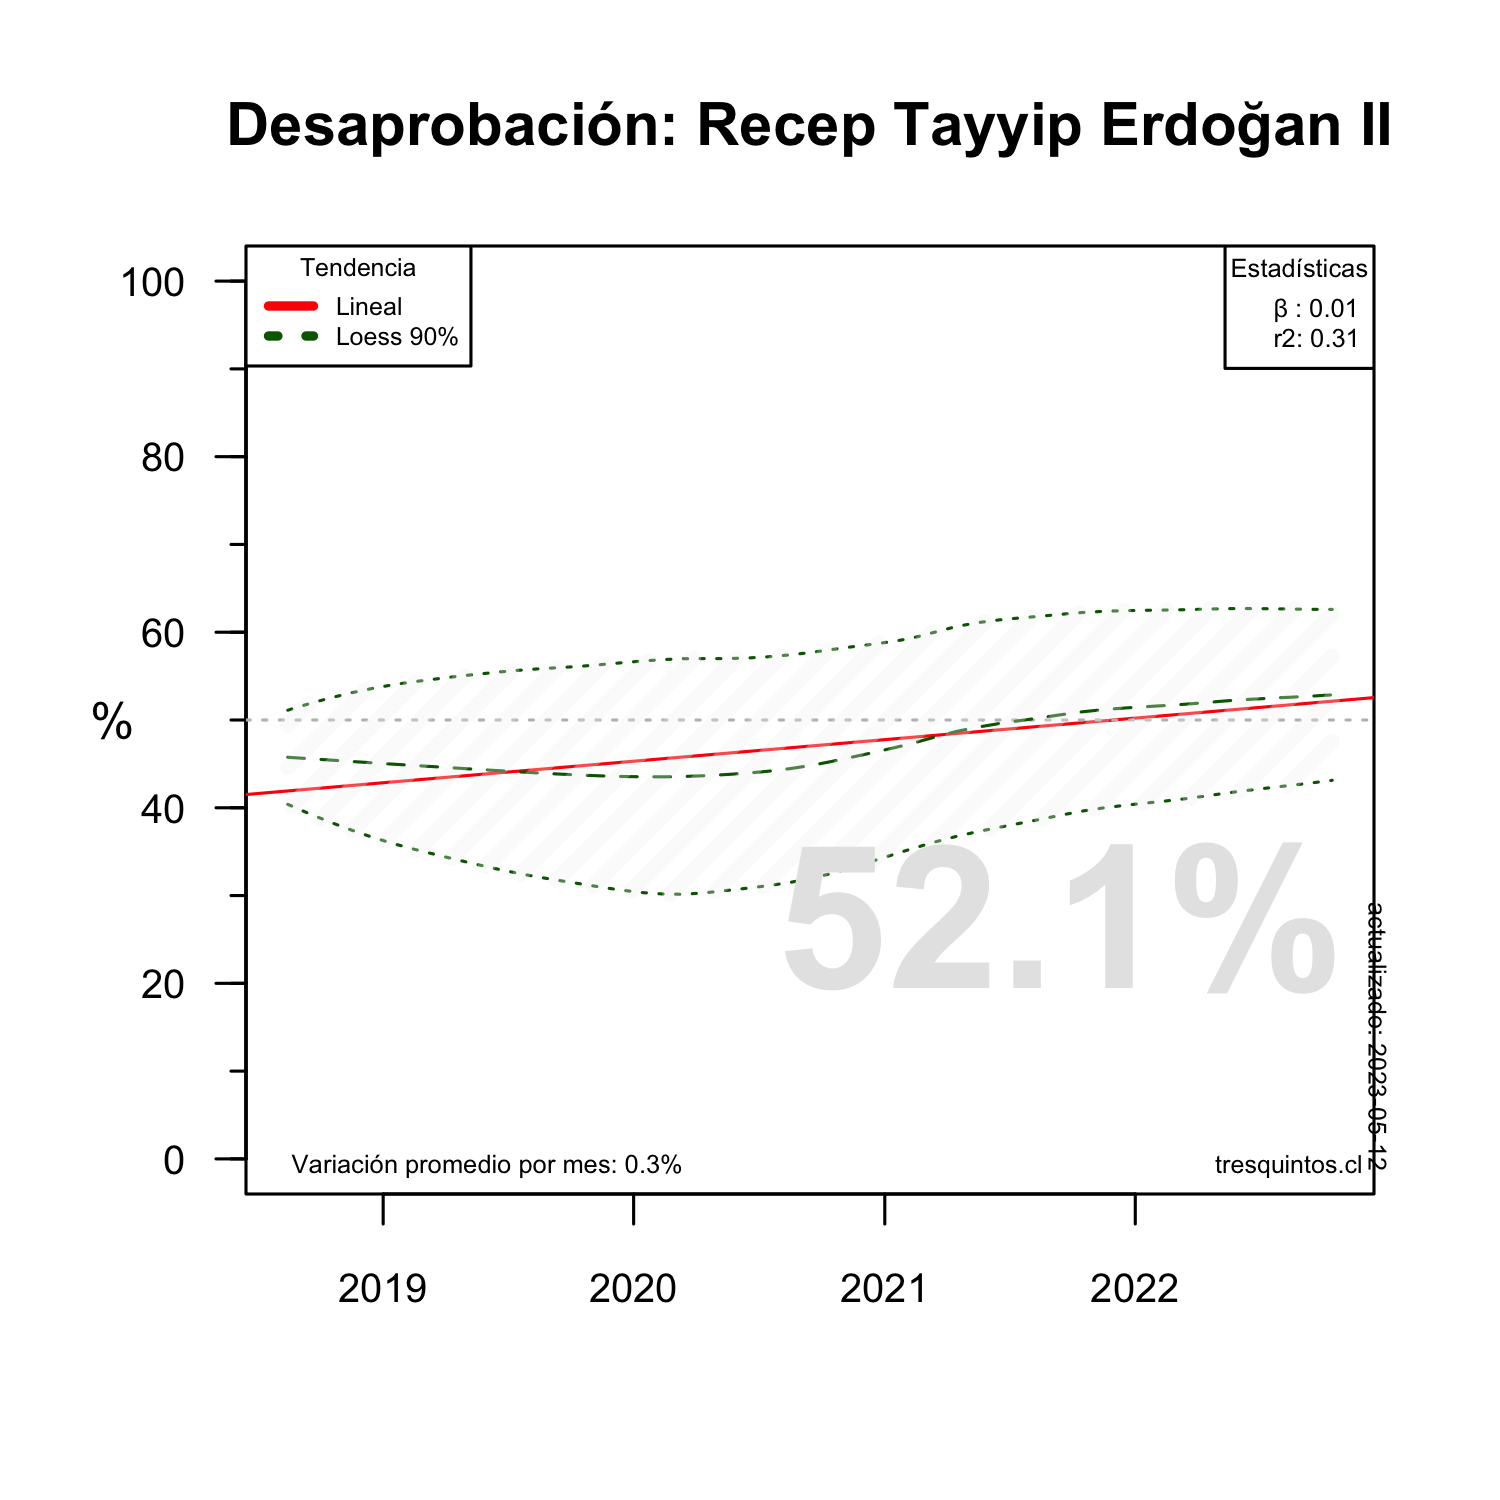 Desaprobación: Recep Tayyip Erdoğan II
Tendencia
Lineal
Loess 90%
Estadísticas
β : 0.01
r2: 0.31
100
80
60
%
40
20
0
52.1%
actualizado: 2023-05-12
Variación promedio por mes: 0.3%
tresquintos.cl
2019
2020
2021
2022